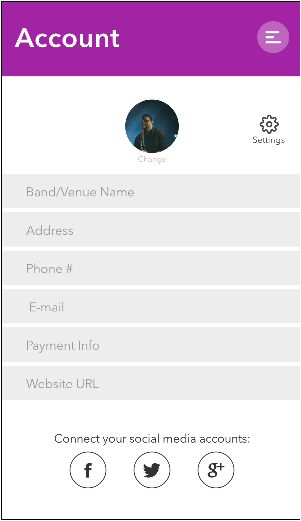 Account
Change
Settings
Band/Venue Name
Address
Phone #
E-mail
Payment Info
Website URL
Connect your social media accounts:
f
g+